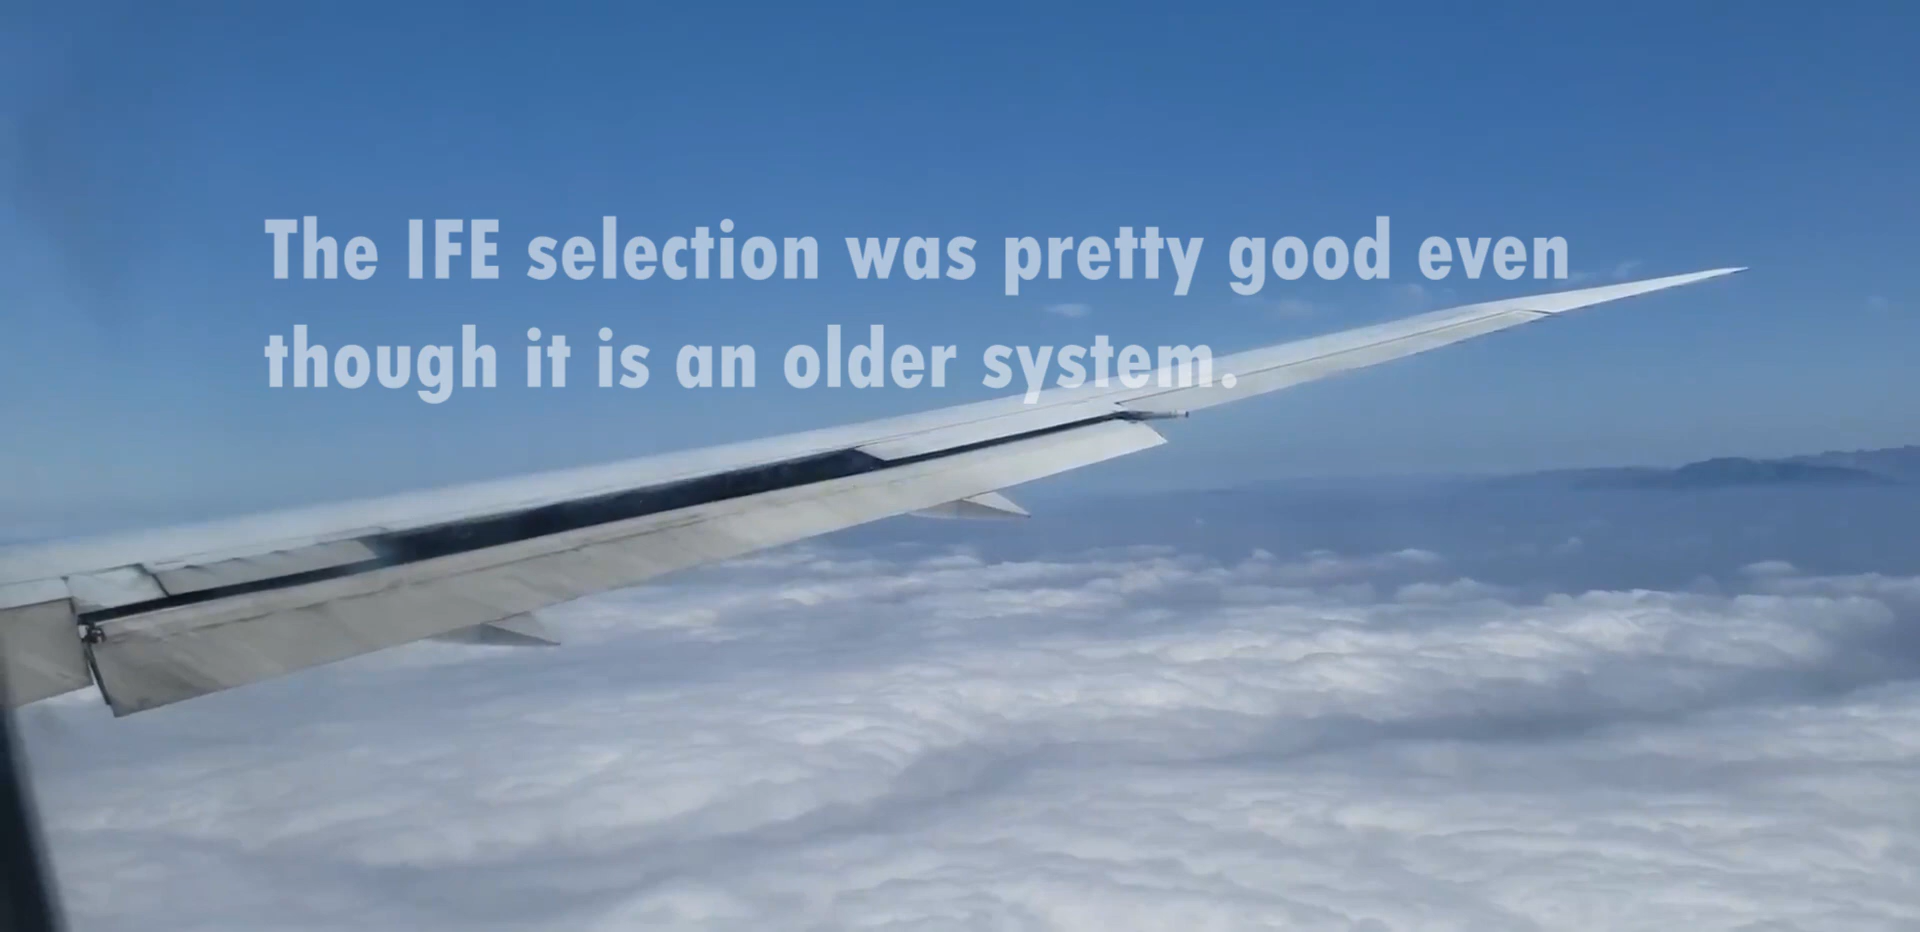 The IFE selection was pretty good even
though it is an older system.